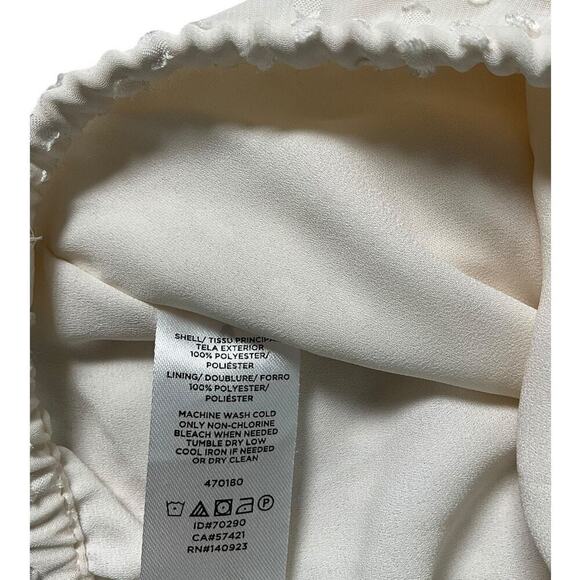 SHELL/ TISSU PRINCIPA
TELA EXTERIOR
100% POLYESTER/
POLIÉSTER
LINING/ DOUBLURE/ FORRO
100% POLYESTER/
POLIÉSTER
MACHINE WASH COLD
ONLY NON-CHLORINE
BLEACH WHEN NEEDED
TUMBLE DRY LOW
COOL IRON IF NEEDED
OR DRY CLEAN
470180
P
ID#70290
CA#57421
RN#140923